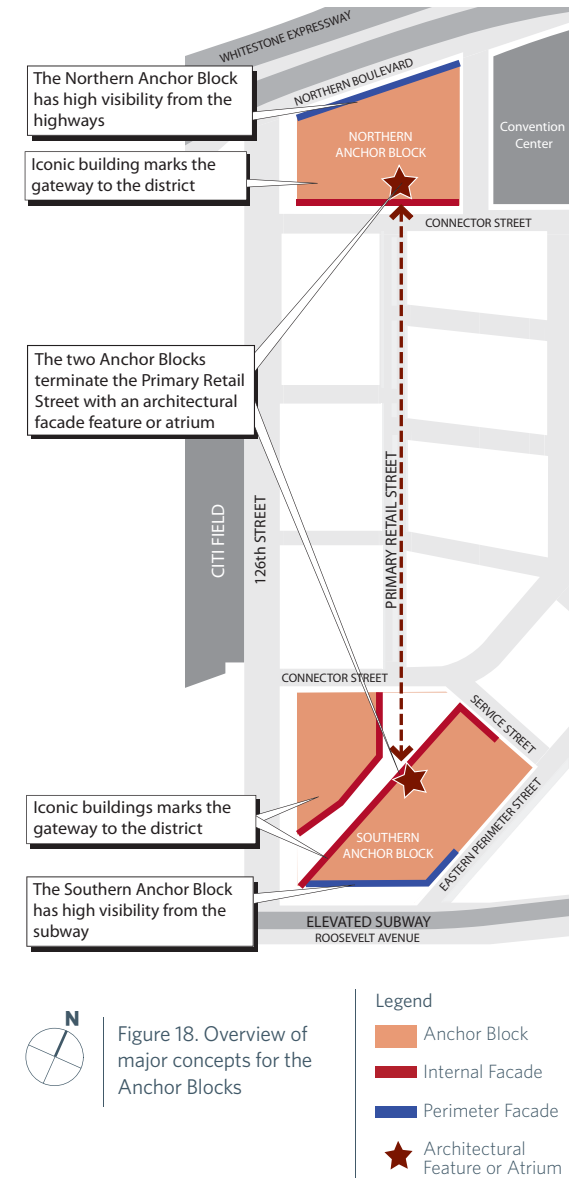 WHITESTONE EXPRESSWAY
The Northern Anchor Block
has high visibility from the
highways
NORTHERN BOULEVARD
NORTHERN
ANCHOR BLOCK
Convention
Center
Iconic building marks the
gateway to the district
CONNECTOR STREET
The two Anchor Blocks
terminate the Primary Retail
Street with an architectural
facade feature or atrium
CITI FIELD
126th STREET
PRIMARY RETAIL STREET
CONNECTOR STREET
SERVICE STREET
Iconic buildings marks the
gateway to the district
SOUTHERN
ANCHOR BLOCK
EASTERN PERIMETER STREET
The Southern Anchor Block
has high visibility from the
subway
ELEVATED SUBWAY
ROOSEVELT AVENUE
N
Figure 18. Overview of
major concepts for the
Anchor Blocks
Legend
Anchor Block
Internal Facade
Perimeter Facade
Architectural
Feature or Atrium